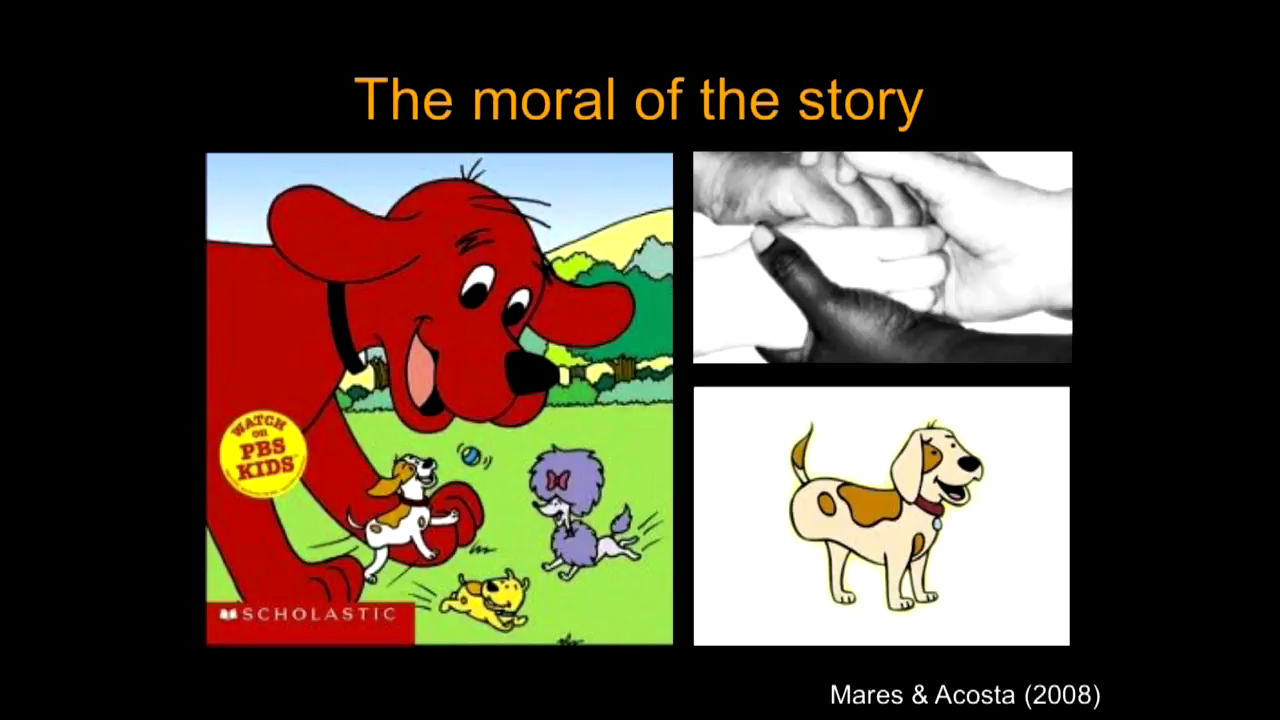 The moral of the story
WATCH
on
PBS
KIDS
SCHOLASTIC
Mares & Acosta (2008)